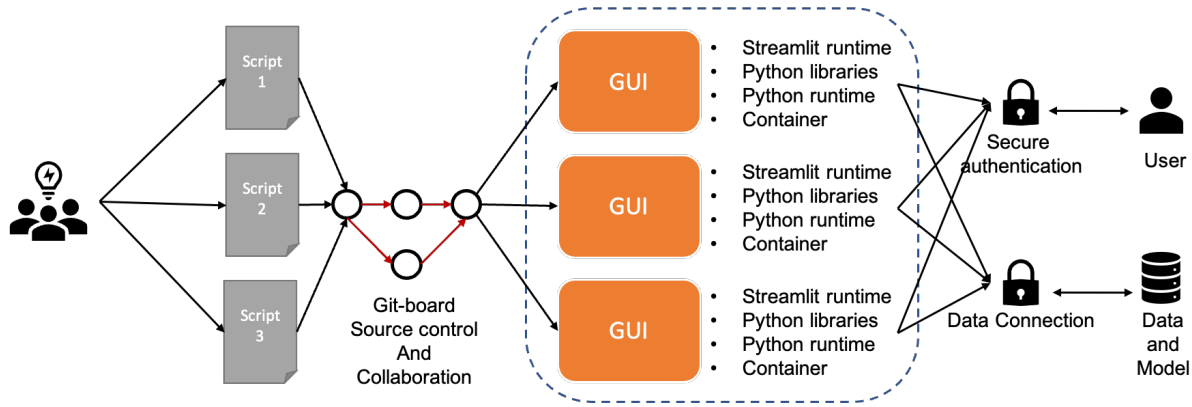 Script
1
Script
2
Script
3
Git-board
Source control
And
Collaboration
GUI
• Streamlit runtime
• Python libraries
• Python runtime
• Container
GUI
• Streamlit runtime
• Python libraries
• Python runtime
• Container
GUI
• Streamlit runtime
• Python libraries
• Python runtime
• Container
Secure
authentication
User
Data Connection
Data
and
Model